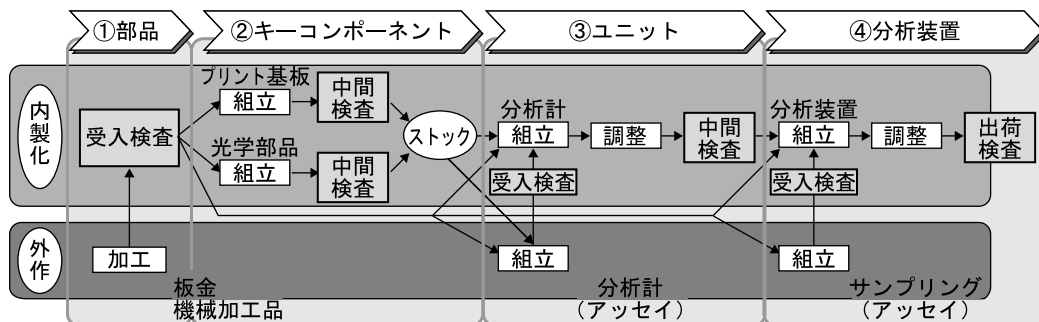 ①部品
②キーコンポーネント
③ユニット
④分析装置
内製化
受入検査
プリント基板
組立
中間
検査
光学部品
組立
中間
検査
ストック
分析計
組立
調整
中間
検査
受入検査
分析装置
組立
調整
出荷
検査
受入検査
外作
加工
組立
組立
板金
機械加工品
分析計
（アッセイ）
サンプリング
（アッセイ）